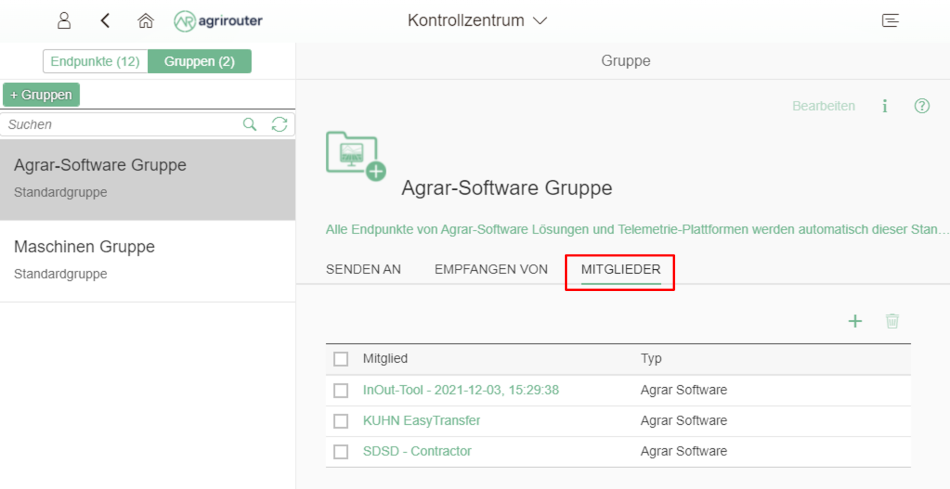 agrirouter
Kontrollzentrum
Endpunkte (12) Gruppen (2)
Gruppe
+ Gruppen
Suchen
Bearbeiten
Agrar-Software Gruppe
Standardgruppe
Maschinen Gruppe
Standardgruppe
Agrar-Software Gruppe
Alle Endpunkte von Agrar-Software Lösungen und Telemetrie-Plattformen werden automatisch dieser Stan...
SENDEN AN EMPFANGEN VON MITGLIEDER
Mitglied Typ
InOut-Tool - 2021-12-03, 15:29:38 Agrar Software
KUHN EasyTransfer Agrar Software
SDSD - Contractor Agrar Software